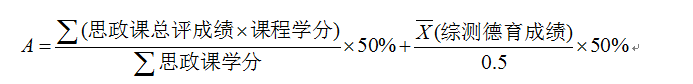 A = ∑(思政课总评成绩×课程学分) / ∑思政课学分 ×50% + X̅(综测德育成绩) / 0.5 ×50%↵